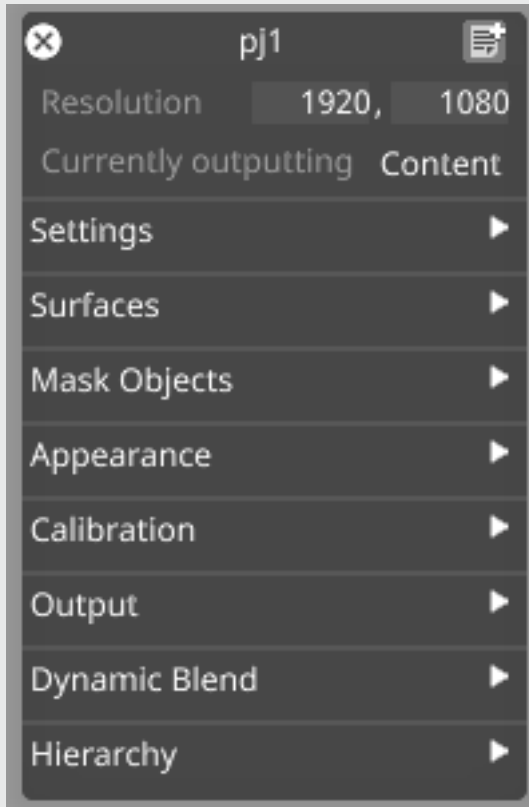 pj1
Resolution 1920, 1080
Currently outputting Content
Settings
Surfaces
Mask Objects
Appearance
Calibration
Output
Dynamic Blend
Hierarchy